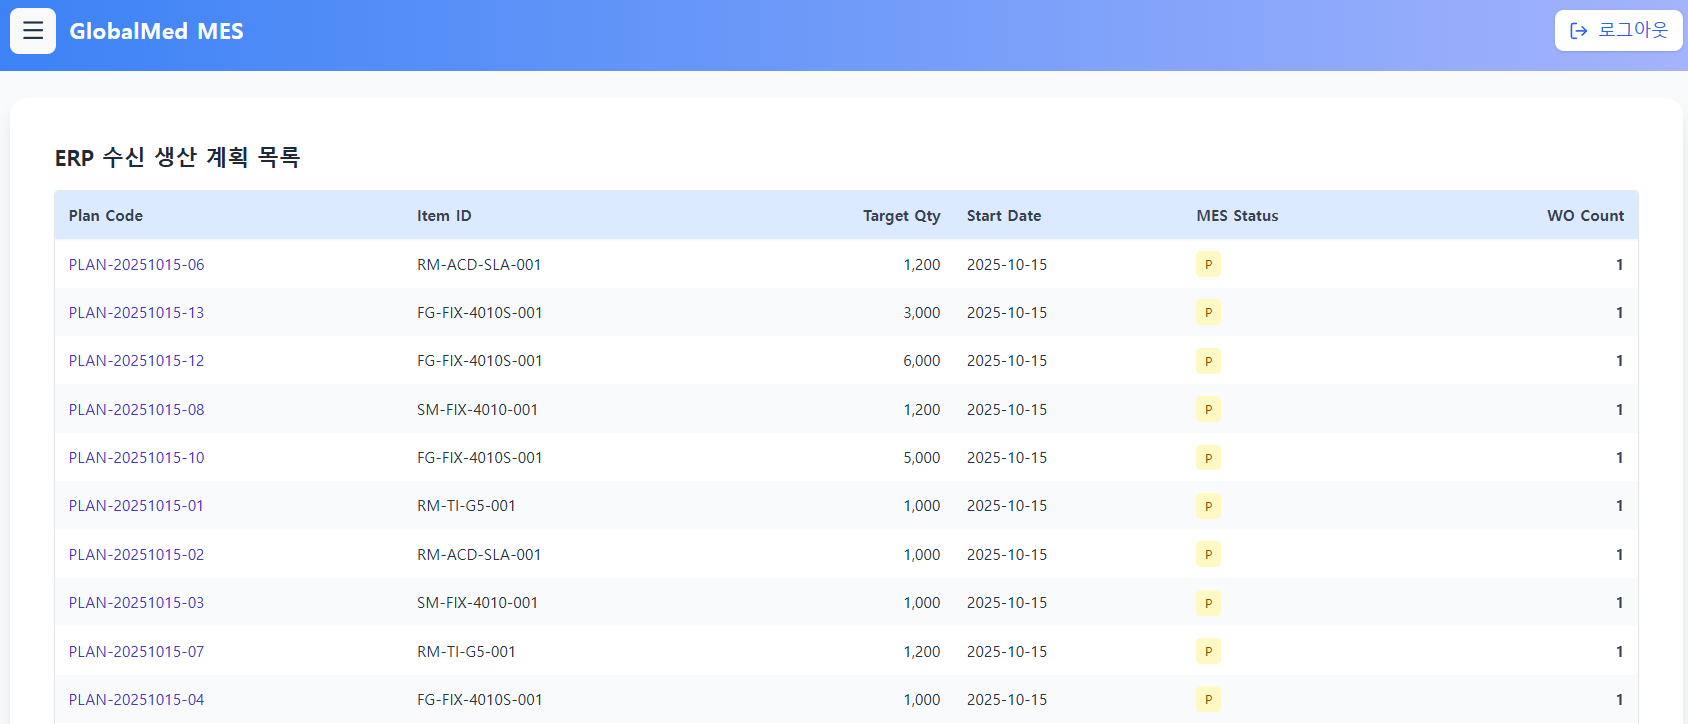 GlobalMed MES
로그아웃
ERP 수신 생산 계획 목록
Plan Code Item ID Target Qty Start Date MES Status WO Count
PLAN-20251015-06 RM-ACD-SLA-001 1,200 2025-10-15 P 1
PLAN-20251015-13 FG-FIX-4010S-001 3,000 2025-10-15 P 1
PLAN-20251015-12 FG-FIX-4010S-001 6,000 2025-10-15 P 1
PLAN-20251015-08 SM-FIX-4010-001 1,200 2025-10-15 P 1
PLAN-20251015-10 FG-FIX-4010S-001 5,000 2025-10-15 P 1
PLAN-20251015-01 RM-TI-G5-001 1,000 2025-10-15 P 1
PLAN-20251015-02 RM-ACD-SLA-001 1,000 2025-10-15 P 1
PLAN-20251015-03 SM-FIX-4010-001 1,000 2025-10-15 P 1
PLAN-20251015-07 RM-TI-G5-001 1,200 2025-10-15 P 1
PLAN-20251015-04 FG-FIX-4010S-001 1,000 2025-10-15 P 1